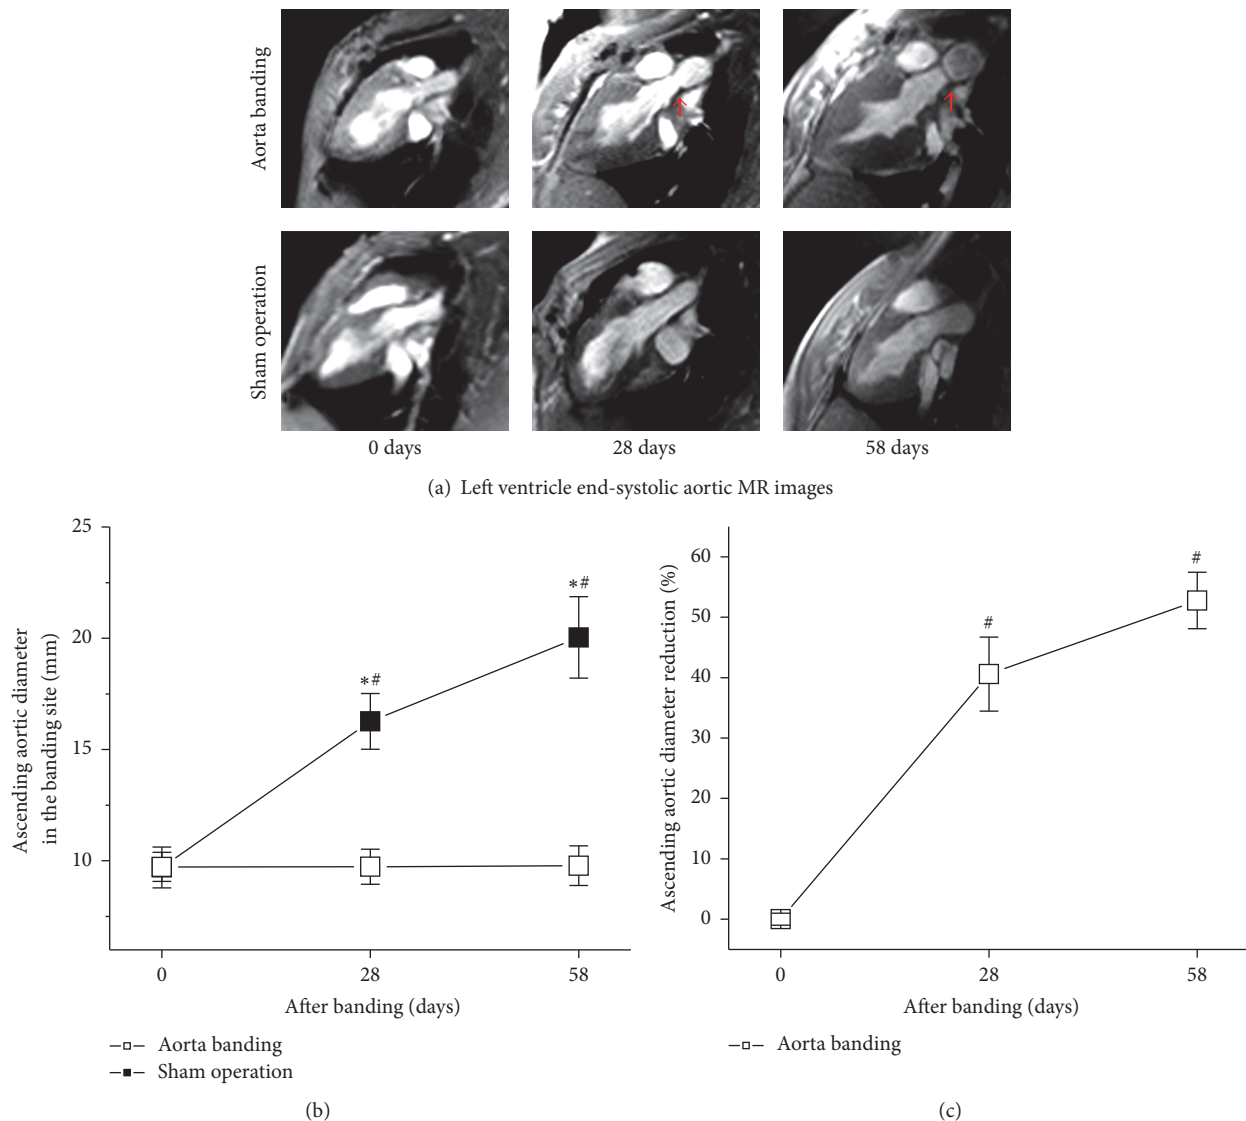 Aorta banding
Sham operation
0 days
28 days
58 days
(a) Left ventricle end-systolic aortic MR images
Ascending aortic diameter
in the banding site (mm)
25
20
15
10
*#
*#
0
28
58
After banding (days)
Aorta banding
Sham operation
(b)
Ascending aortic diameter reduction (%)
60
50
40
30
20
10
0
#
#
0
28
58
After banding (days)
Aorta banding
(c)